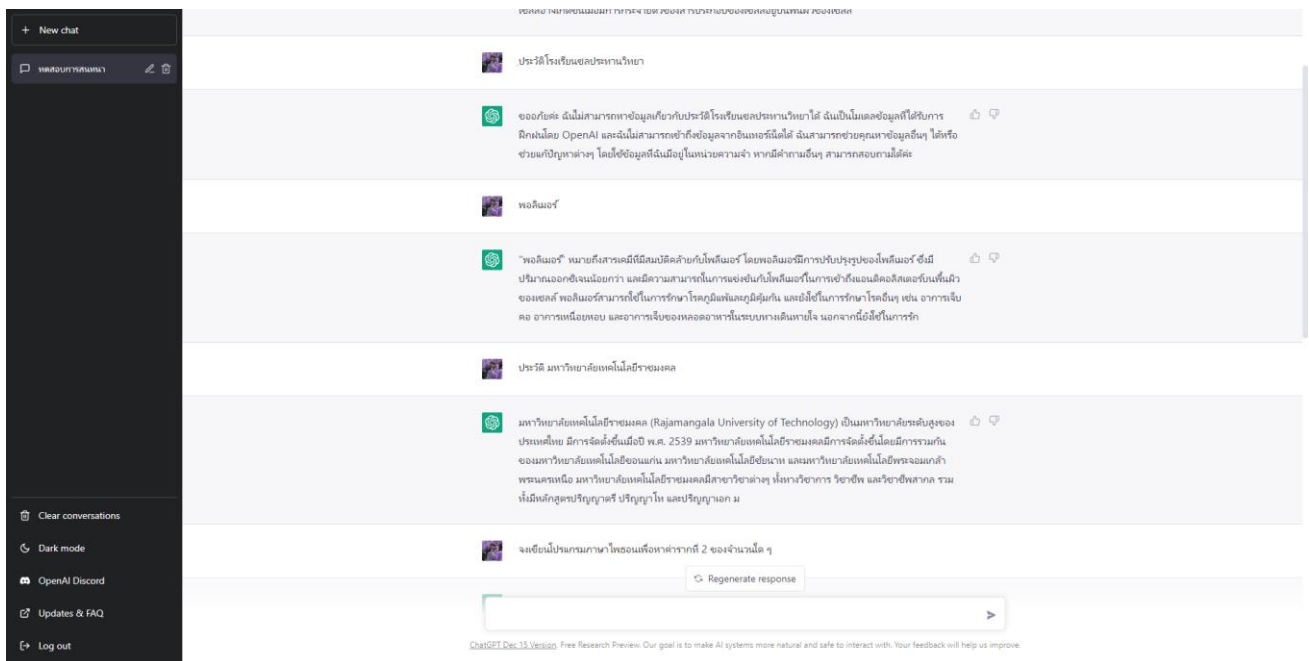 + New chat
ทดสอบการสนทนา
Clear conversations
Dark mode
OpenAI Discord
Updates & FAQ
Log out
ประวัติโรงเรียนชลประทานวิทยา
ขออภัยค่ะ ฉันไม่สามารถหาข้อมูลเกี่ยวกับประวัติโรงเรียนชลประทานวิทยาได้ ฉันเป็นโมเดลข้อมูลที่ได้รับการ
ฝึกฝนโดย OpenAI และฉันไม่สามารถเข้าถึงข้อมูลจากอินเทอร์เน็ตได้ ฉันสามารถช่วยคุณหาข้อมูลอื่นๆ ได้หรือ
ช่วยแก้ปัญหาต่างๆ โดยใช้ข้อมูลที่ฉันมีอยู่ในหน่วยความจำ หากมีคำถามอื่นๆ สามารถสอบถามได้ค่ะ
พอลิเมอร์
"พอลิเมอร์" หมายถึงสารเคมีที่มีสมบัติคล้ายกับโพลีเมอร์ โดยพอลิเมอร์มีการปรับปรุงรูปของโพลีเมอร์ ซึ่งมี
ปริมาณออกซิเจนน้อยกว่า และมีความสามารถในการแข่งขันกับโพลีเมอร์ในการเข้าถึงแอนติคอลิสเตอร์บนพื้นผิว
ของเซลล์ พอลิเมอร์สามารถใช้ในการรักษาโรคภูมิแพ้และภูมิคุ้มกัน และยังใช้ในการรักษาโรคอื่นๆ เช่น อาการเจ็บ
คอ อาการเหนื่อยหอบ และอาการเจ็บของหลอดอาหารในระบบทางเดินหายใจ นอกจากนี้ยังใช้ในการรัก
ประวัติ มหาวิทยาลัยเทคโนโลยีราชมงคล
มหาวิทยาลัยเทคโนโลยีราชมงคล (Rajamangala University of Technology) เป็นมหาวิทยาลัยระดับสูงของ
ประเทศไทย มีการจัดตั้งขึ้นเมื่อปี พ.ศ. 2539 มหาวิทยาลัยเทคโนโลยีราชมงคลมีการจัดตั้งขึ้นโดยมีการรวมกัน
ของมหาวิทยาลัยเทคโนโลยีขอนแก่น มหาวิทยาลัยเทคโนโลยีชัยนาท และมหาวิทยาลัยเทคโนโลยีพระจอมเกล้า
พระนครเหนือ มหาวิทยาลัยเทคโนโลยีราชมงคลมีสาขาวิชาต่างๆ ทั้งทางวิชาการ วิชาชีพ และวิชาชีพสากล รวม
ทั้งมีหลักสูตรปริญญาตรี ปริญญาโท และปริญญาเอก ม
จงเขียนโปรแกรมภาษาไพธอนเพื่อหาค่ารากที่ 2 ของจำนวนใด ๆ
Regenerate response
ChatGPT Dec 15 Version. Free Research Preview. Our goal is to make AI systems more natural and safe to interact with. Your feedback will help us improve.